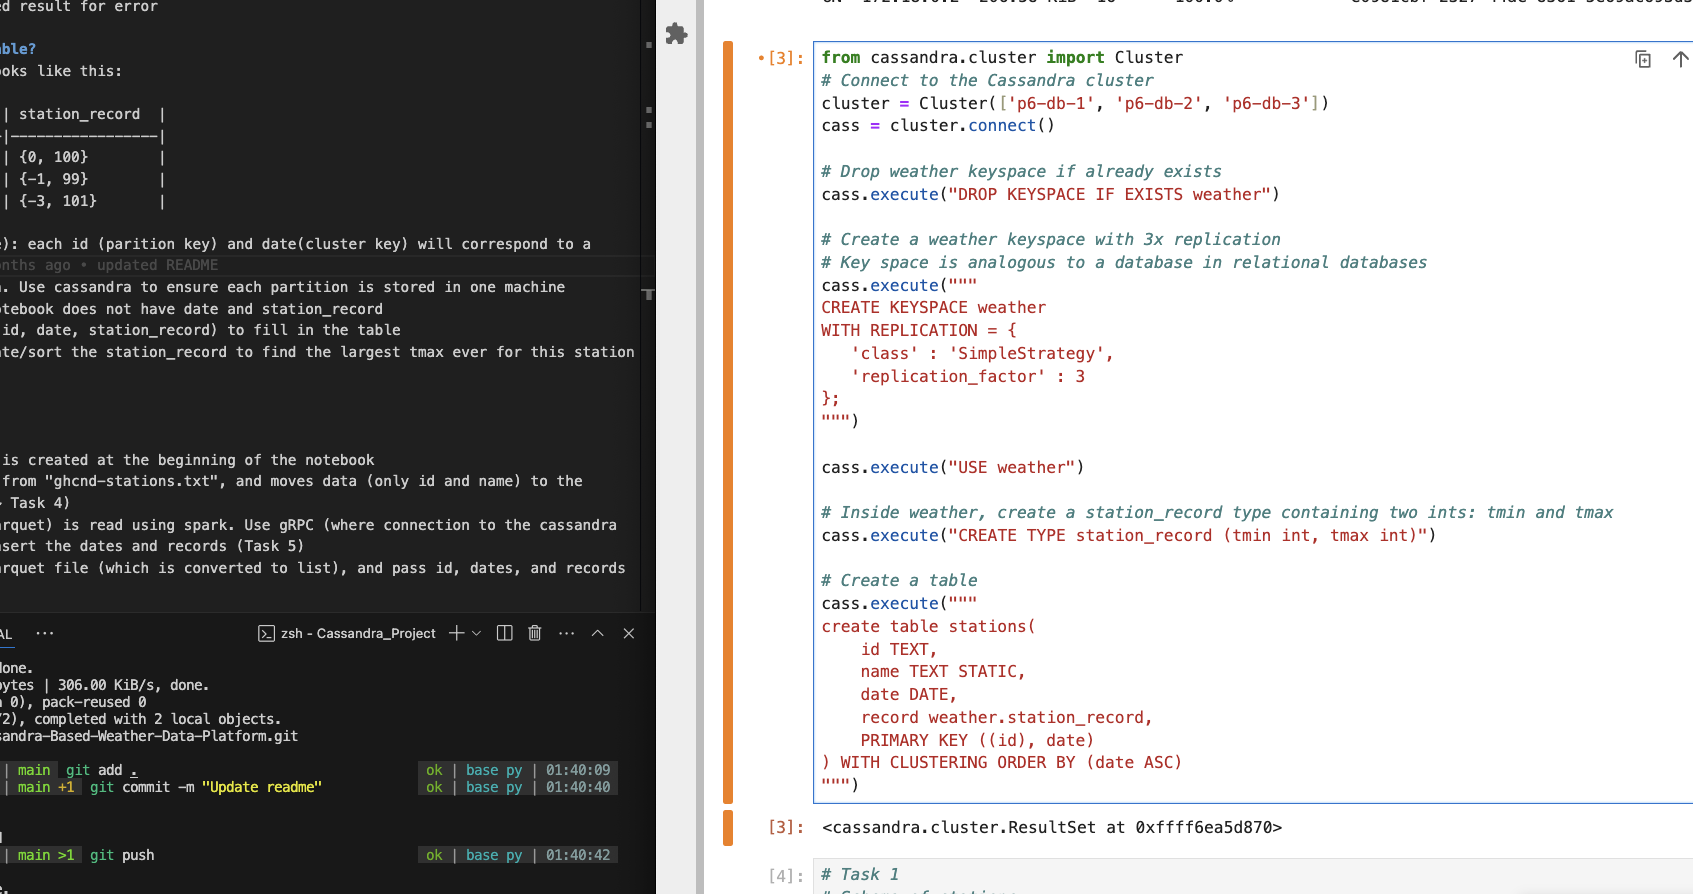 ed result for error
able?
ooks like this:
| station_record |
-|-----------------|
| {0, 100} |
| {-1, 99} |
| {-3, 101} |
e): each id (parition key) and date(cluster key) will correspond to a
onths ago • updated README
. Use cassandra to ensure each partition is stored in one machine
otebook does not have date and station_record
id, date, station_record) to fill in the table
ate/sort the station_record to find the largest tmax ever for this station
is created at the beginning of the notebook
from "ghcnd-stations.txt", and moves data (only id and name) to the
Task 4)
arquet) is read using spark. Use gRPC (where connection to the cassandra
nsert the dates and records (Task 5)
arquet file (which is converted to list), and pass id, dates, and records
AL ··· zsh - Cassandra_Project
done.
bytes | 306.00 KiB/s, done.
0), pack-reused 0
/2), completed with 2 local objects.
sandra-Based-Weather-Data-Platform.git
| main git add . ok | base py | 01:40:09
| main +1 git commit -m "Update readme" ok | base py | 01:40:40
| main >1 git push ok | base py | 01:40:42
[3]: from cassandra.cluster import Cluster
# Connect to the Cassandra cluster
cluster = Cluster(['p6-db-1', 'p6-db-2', 'p6-db-3'])
cass = cluster.connect()
# Drop weather keyspace if already exists
cass.execute("DROP KEYSPACE IF EXISTS weather")
# Create a weather keyspace with 3x replication
# Key space is analogous to a database in relational databases
cass.execute("""
CREATE KEYSPACE weather
WITH REPLICATION = {
'class' : 'SimpleStrategy',
'replication_factor' : 3
};
""")
cass.execute("USE weather")
# Inside weather, create a station_record type containing two ints: tmin and tmax
cass.execute("CREATE TYPE station_record (tmin int, tmax int)")
# Create a table
cass.execute("""
create table stations(
id TEXT,
name TEXT STATIC,
date DATE,
record weather.station_record,
PRIMARY KEY ((id), date)
) WITH CLUSTERING ORDER BY (date ASC)
""")
[3]: <cassandra.cluster.ResultSet at 0xffff6ea5d870>
[4]: # Task 1